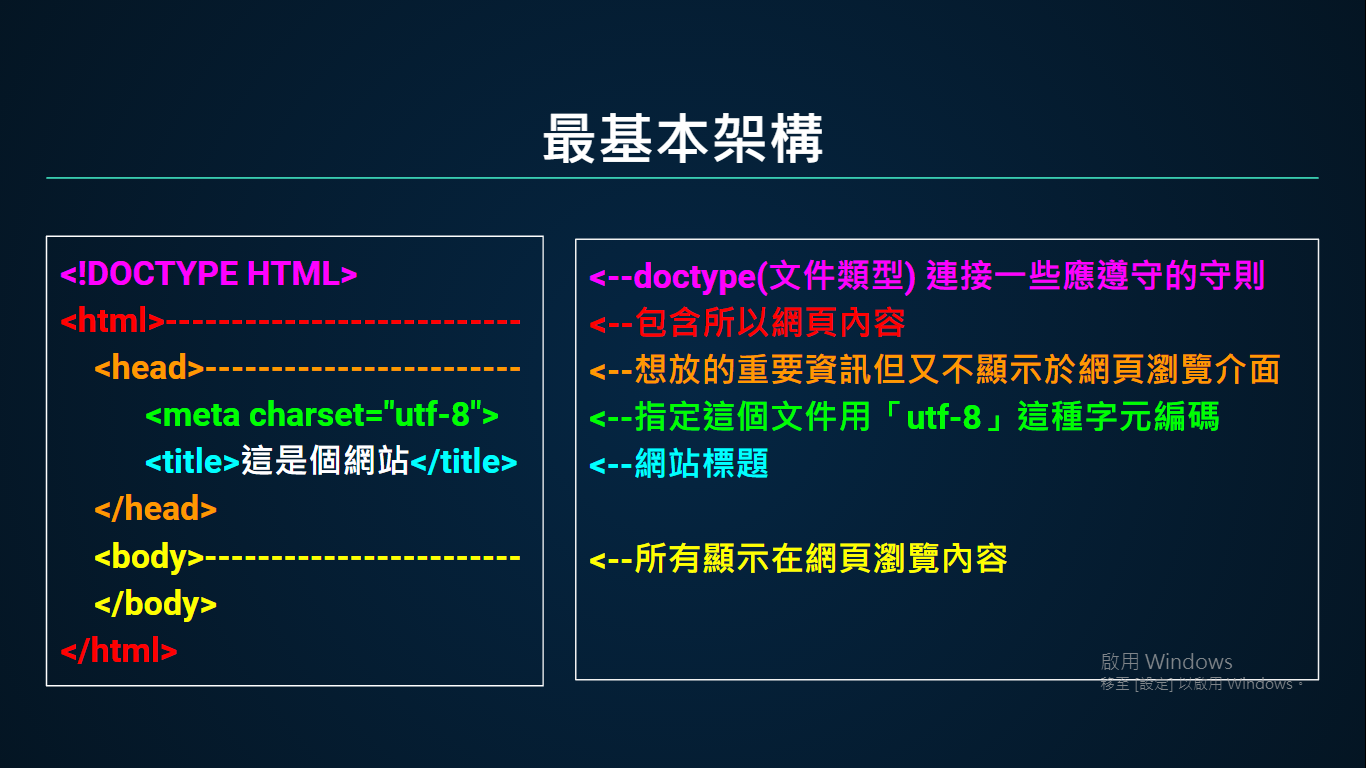 最基本架構
<!DOCTYPE HTML>
<html>---------------------------
<head>------------------------
<meta charset="utf-8">
<title>這是個網站</title>
</head>
<body>------------------------
</body>
</html>
<--doctype(文件類型) 連接一些應遵守的守則
<--包含所以網頁內容
<--想放的重要資訊但又不顯示於網頁瀏覽介面
<--指定這個文件用「utf-8」這種字元編碼
<--網站標題
<--所有顯示在網頁瀏覽內容
啟用 Windows
移至 [設定] 以啟用 Windows。